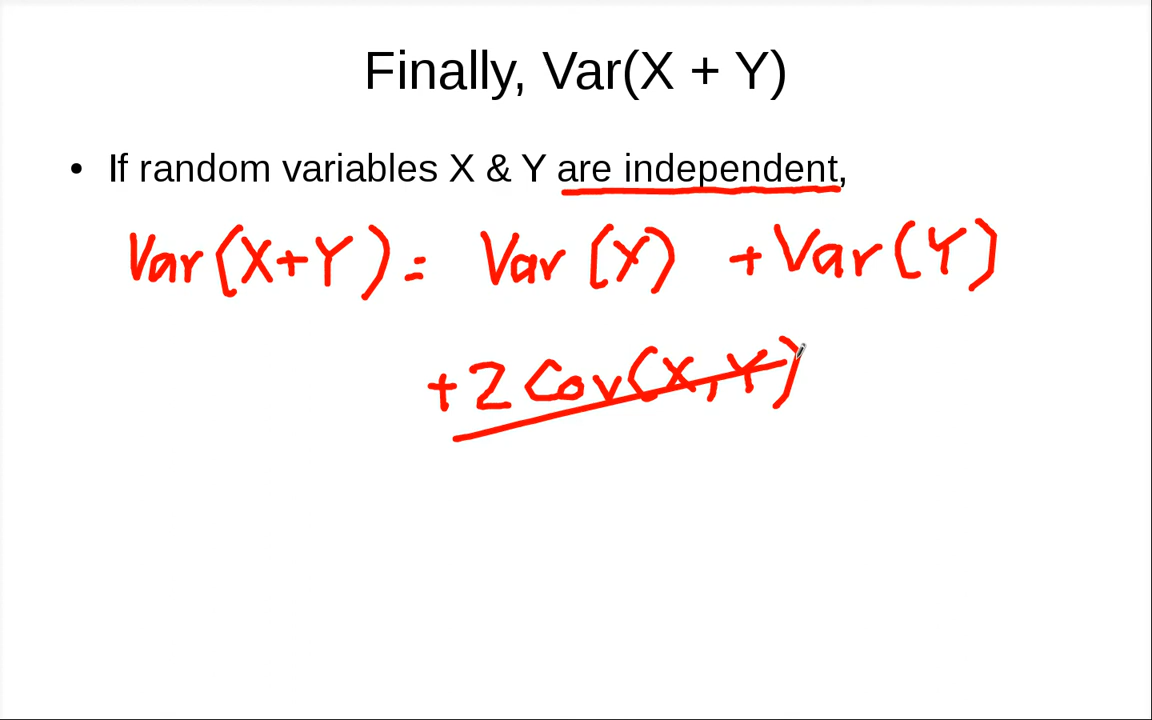 Finally, Var(X + Y)
• If random variables X & Y are independent,
Var(X+Y) = Var(X) + Var(Y)
+2Cov(X,Y)